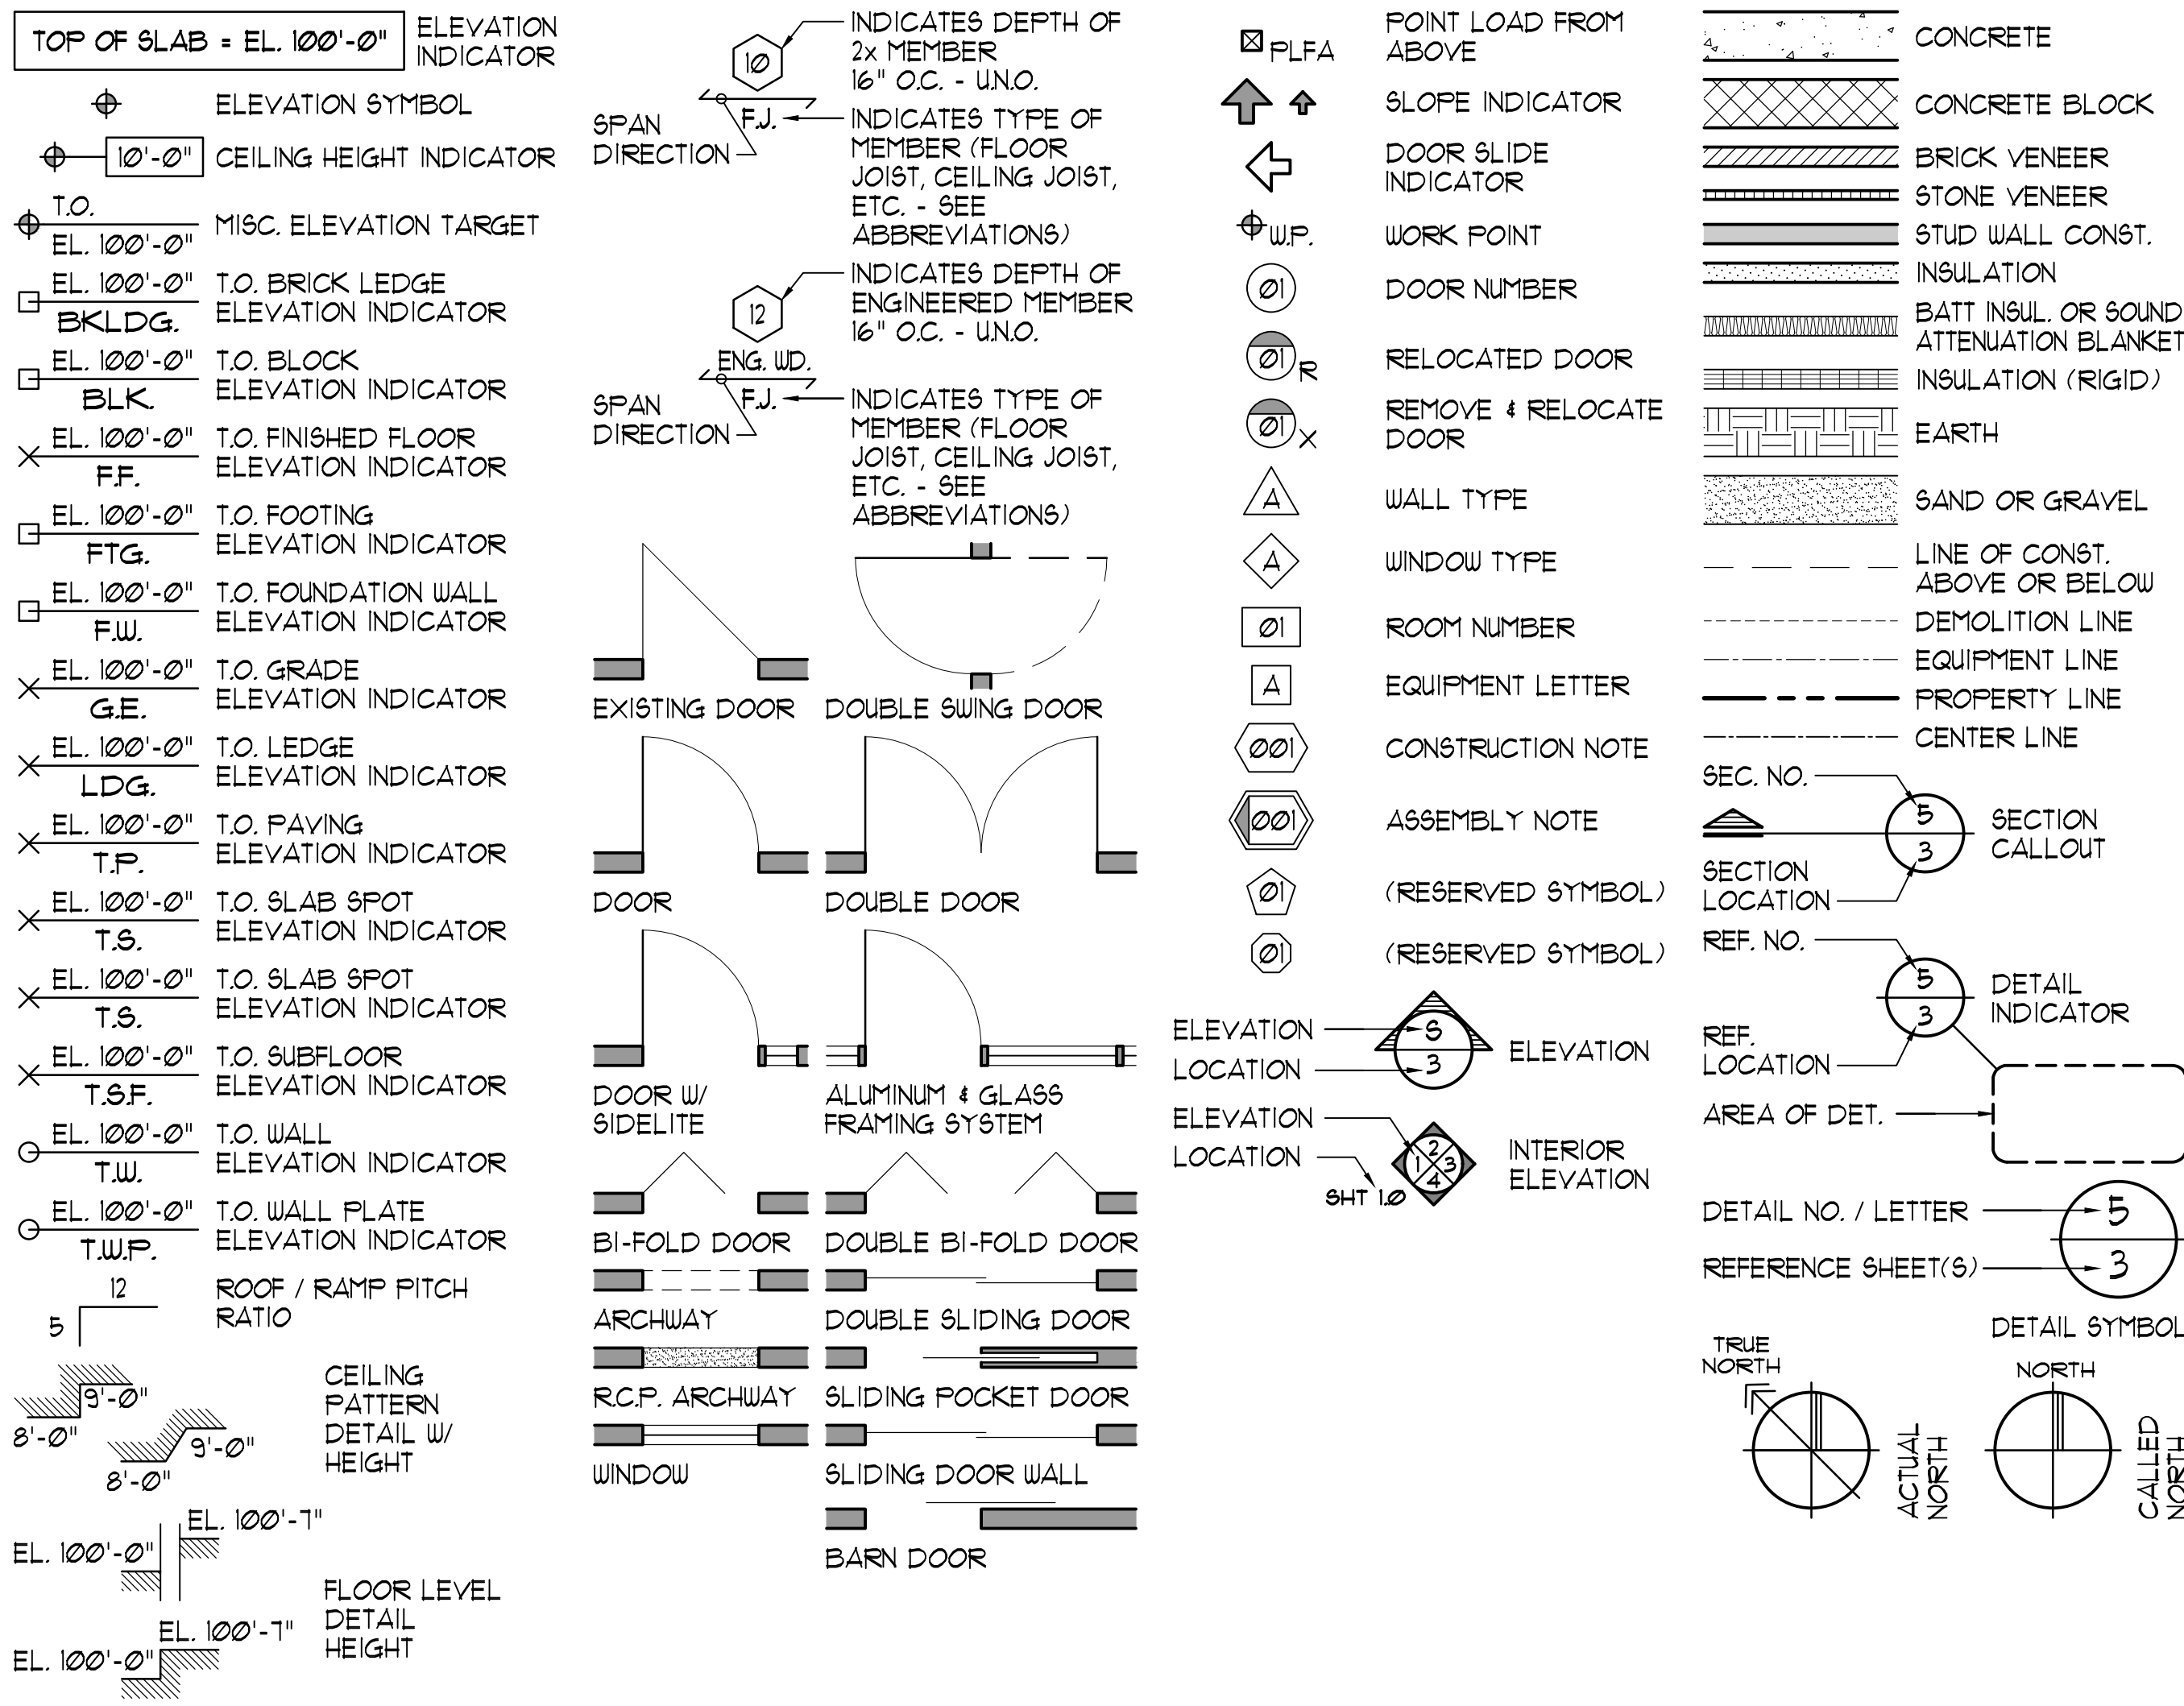 TOP OF SLAB = EL. 100'-0"
ELEVATION
INDICATOR
ELEVATION SYMBOL
10'-0"
CEILING HEIGHT INDICATOR
T.O.
EL. 100'-0"
MISC. ELEVATION TARGET
EL. 100'-0"
BKLDG.
T.O. BRICK LEDGE
ELEVATION INDICATOR
EL. 100'-0"
BLK.
T.O. BLOCK
ELEVATION INDICATOR
EL. 100'-0"
F.F.
T.O. FINISHED FLOOR
ELEVATION INDICATOR
EL. 100'-0"
FTG.
T.O. FOOTING
ELEVATION INDICATOR
EL. 100'-0"
F.W.
T.O. FOUNDATION WALL
ELEVATION INDICATOR
EL. 100'-0"
G.E.
T.O. GRADE
ELEVATION INDICATOR
EL. 100'-0"
LDG.
T.O. LEDGE
ELEVATION INDICATOR
EL. 100'-0"
T.P.
T.O. PAVING
ELEVATION INDICATOR
EL. 100'-0"
T.S.
T.O. SLAB SPOT
ELEVATION INDICATOR
EL. 100'-0"
T.S.
T.O. SLAB SPOT
ELEVATION INDICATOR
EL. 100'-0"
T.S.F.
T.O. SUBFLOOR
ELEVATION INDICATOR
EL. 100'-0"
T.W.
T.O. WALL
ELEVATION INDICATOR
EL. 100'-0"
T.W.P.
T.O. WALL PLATE
ELEVATION INDICATOR
12
5
ROOF / RAMP PITCH
RATIO
9'-0"
8'-0"
9'-0"
8'-0"
CEILING
PATTERN
DETAIL W/
HEIGHT
EL. 100'-7"
EL. 100'-0"
EL. 100'-7"
EL. 100'-0"
FLOOR LEVEL
DETAIL
HEIGHT
10
INDICATES DEPTH OF
2x MEMBER
16" O.C. - U.N.O.
SPAN
DIRECTION
F.J.
INDICATES TYPE OF
MEMBER (FLOOR
JOIST, CEILING JOIST,
ETC. - SEE
ABBREVIATIONS)
12
INDICATES DEPTH OF
ENGINEERED MEMBER
16" O.C. - U.N.O.
ENG. WD.
SPAN
DIRECTION
F.J.
INDICATES TYPE OF
MEMBER (FLOOR
JOIST, CEILING JOIST,
ETC. - SEE
ABBREVIATIONS)
EXISTING DOOR
DOUBLE SWING DOOR
DOOR
DOUBLE DOOR
DOOR W/
SIDELITE
ALUMINUM & GLASS
FRAMING SYSTEM
BI-FOLD DOOR
DOUBLE BI-FOLD DOOR
ARCHWAY
DOUBLE SLIDING DOOR
R.C.P. ARCHWAY
SLIDING POCKET DOOR
WINDOW
SLIDING DOOR WALL
BARN DOOR
PLFA
POINT LOAD FROM
ABOVE
SLOPE INDICATOR
DOOR SLIDE
INDICATOR
W.P.
WORK POINT
01
DOOR NUMBER
01
R
RELOCATED DOOR
01
X
REMOVE & RELOCATE
DOOR
A
WALL TYPE
A
WINDOW TYPE
01
ROOM NUMBER
A
EQUIPMENT LETTER
001
CONSTRUCTION NOTE
001
ASSEMBLY NOTE
01
(RESERVED SYMBOL)
01
(RESERVED SYMBOL)
ELEVATION
LOCATION
S
3
ELEVATION
ELEVATION
LOCATION
SHT 1.0
2
1
3
4
INTERIOR
ELEVATION
CONCRETE
CONCRETE BLOCK
BRICK VENEER
STONE VENEER
STUD WALL CONST.
INSULATION
BATT INSUL. OR SOUND
ATTENUATION BLANKET
INSULATION (RIGID)
EARTH
SAND OR GRAVEL
LINE OF CONST.
ABOVE OR BELOW
DEMOLITION LINE
EQUIPMENT LINE
PROPERTY LINE
CENTER LINE
SEC. NO.
5
3
SECTION
CALLOUT
SECTION
LOCATION
REF. NO.
5
3
DETAIL
INDICATOR
REF.
LOCATION
AREA OF DET.
DETAIL NO. / LETTER
5
REFERENCE SHEET(S)
3
DETAIL SYMBOL
TRUE
NORTH
ACTUAL
NORTH
NORTH
CALLED
NORTH